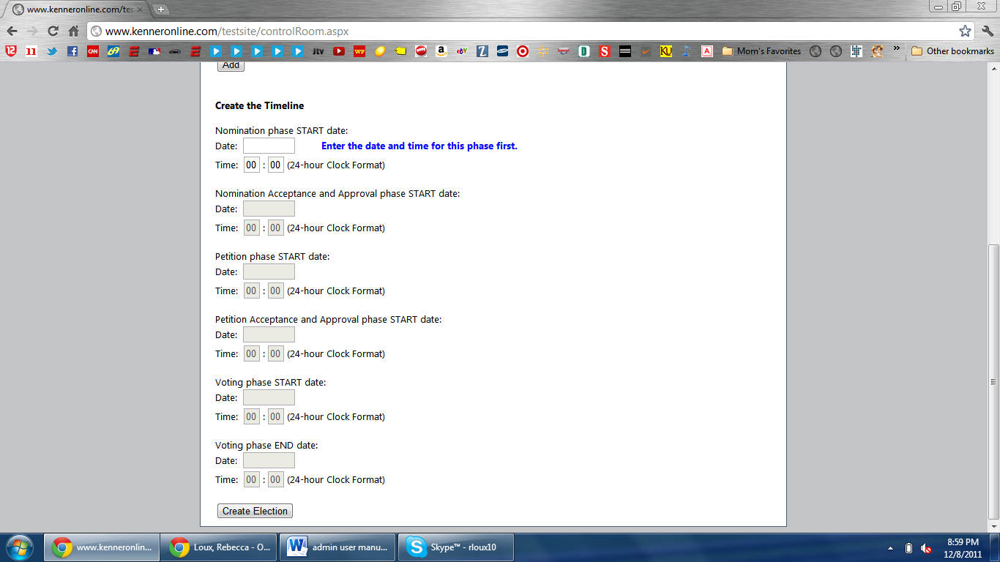 www.kenneronline.com/tes
www.kenneronline.com/testsite/controlRoom.aspx
12 11 CNN 69 jtv WF a ebY Z D S KU A Mom's Favorites » Other bookmarks
Add
Create the Timeline
Nomination phase START date:
Date: Enter the date and time for this phase first.
Time: 00 : 00 (24-hour Clock Format)
Nomination Acceptance and Approval phase START date:
Date:
Time: 00 : 00 (24-hour Clock Format)
Petition phase START date:
Date:
Time: 00 : 00 (24-hour Clock Format)
Petition Acceptance and Approval phase START date:
Date:
Time: 00 : 00 (24-hour Clock Format)
Voting phase START date:
Date:
Time: 00 : 00 (24-hour Clock Format)
Voting phase END date:
Date:
Time: 00 : 00 (24-hour Clock Format)
Create Election
www.kenneronlin... Loux, Rebecca - O... admin user manu... Skype™ - rloux10 8:59 PM
12/8/2011